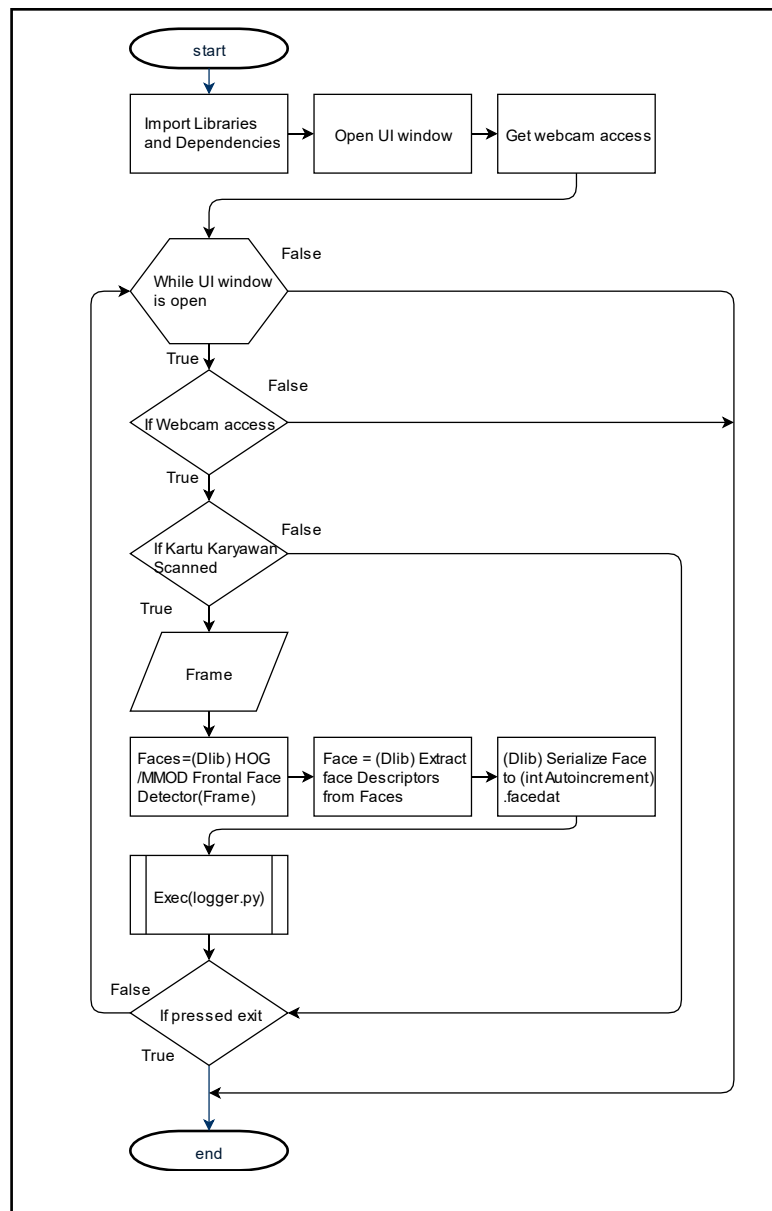 start
Import Libraries
and Dependencies
Open UI window
Get webcam access
False
While UI window
is open
True
False
If Webcam access
True
False
If Kartu Karyawan
Scanned
True
Frame
Faces=(Dlib) HOG
/MMOD Frontal Face
Detector(Frame)
Face = (Dlib) Extract
face Descriptors
from Faces
(Dlib) Serialize Face
to (int Autoincrement)
.facedat
Exec(logger.py)
False
If pressed exit
True
end